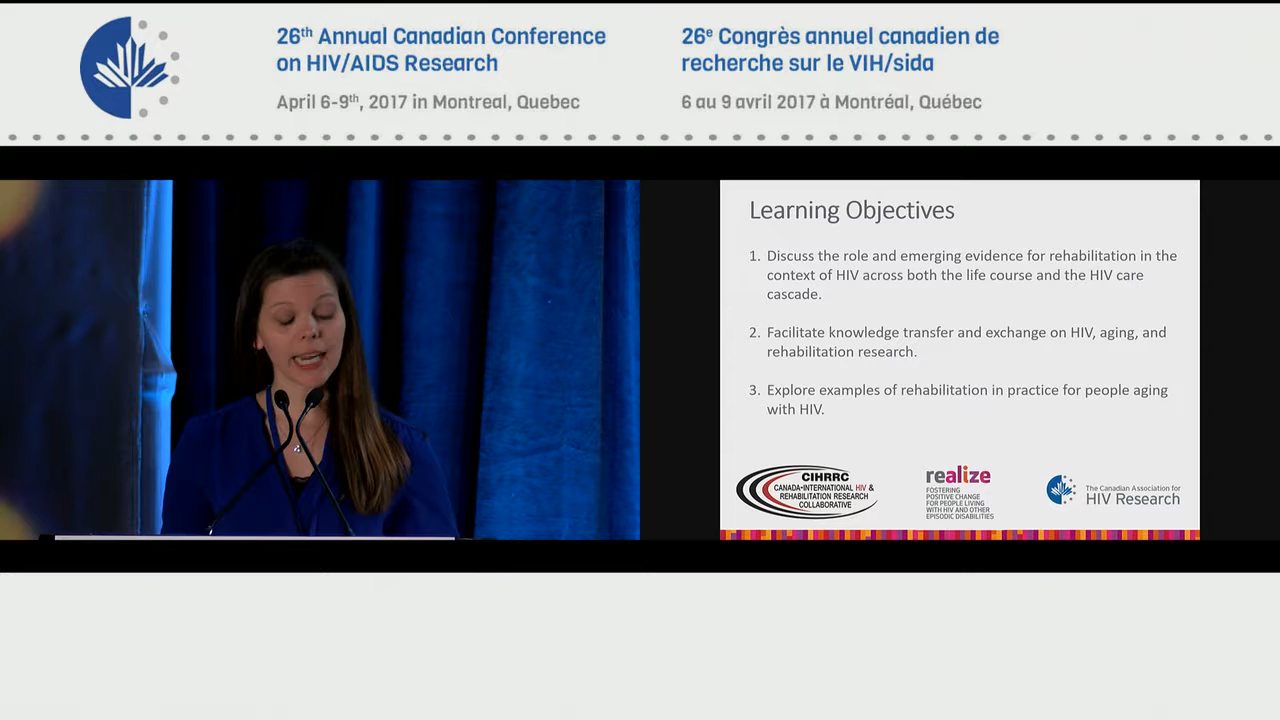 26th Annual Canadian Conference
on HIV/AIDS Research
April 6-9th, 2017 in Montreal, Quebec
26e Congrès annuel canadien de
recherche sur le VIH/sida
6 au 9 avril 2017 à Montréal, Québec
Learning Objectives
1. Discuss the role and emerging evidence for rehabilitation in the
context of HIV across both the life course and the HIV care
cascade.
2. Facilitate knowledge transfer and exchange on HIV, aging, and
rehabilitation research.
3. Explore examples of rehabilitation in practice for people aging
with HIV.
CIHRRC
CANADA-INTERNATIONAL HIV &
REHABILITATION RESEARCH
COLLABORATIVE
realize
FOSTERING
POSITIVE CHANGE
FOR PEOPLE LIVING
WITH HIV AND OTHER
EPISODIC DISABILITIES
The Canadian Association for
HIV Research